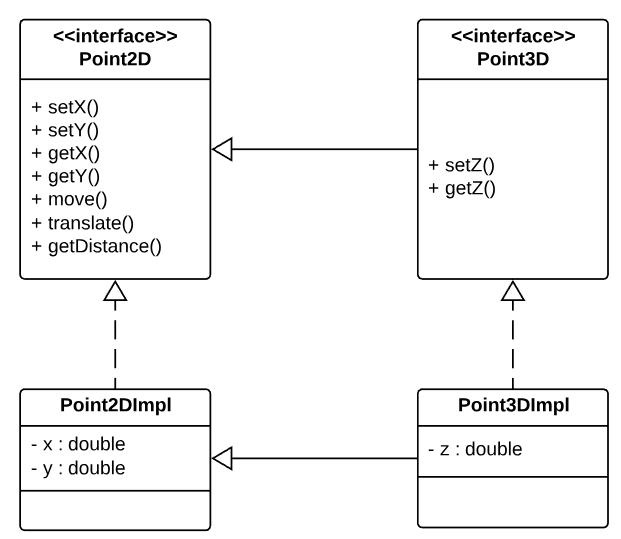 <<interface>>
Point2D
+ setX()
+ setY()
+ getX()
+ getY()
+ move()
+ translate()
+ getDistance()
<<interface>>
Point3D
+ setZ()
+ getZ()
Point2DImpl
- x : double
- y : double
Point3DImpl
- z : double